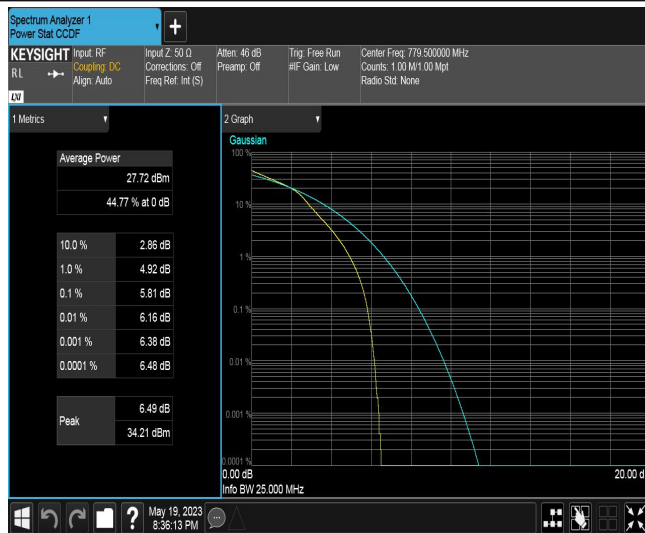 Spectrum Analyzer 1
Power Stat CCDF
KEYSIGHT
RL
LXI
Input: RF
Coupling: DC
Align: Auto
Input Z: 50 Ω
Corrections: Off
Freq Ref: Int (S)
Atten: 46 dB
Preamp: Off
Trig: Free Run
#IF Gain: Low
Center Freq: 779.500000 MHz
Counts: 1.00 M/1.00 Mpt
Radio Std: None
1 Metrics
Average Power
27.72 dBm
44.77 % at 0 dB
10.0 % 2.86 dB
1.0 % 4.92 dB
0.1 % 5.81 dB
0.01 % 6.16 dB
0.001 % 6.38 dB
0.0001 % 6.48 dB
Peak
6.49 dB
34.21 dBm
2 Graph
Gaussian
100 %
10 %
1 %
0.1 %
0.01 %
0.001 %
0.0001 %
0.00 dB
20.00 d
Info BW 25.000 MHz
?
May 19, 2023
8:36:13 PM